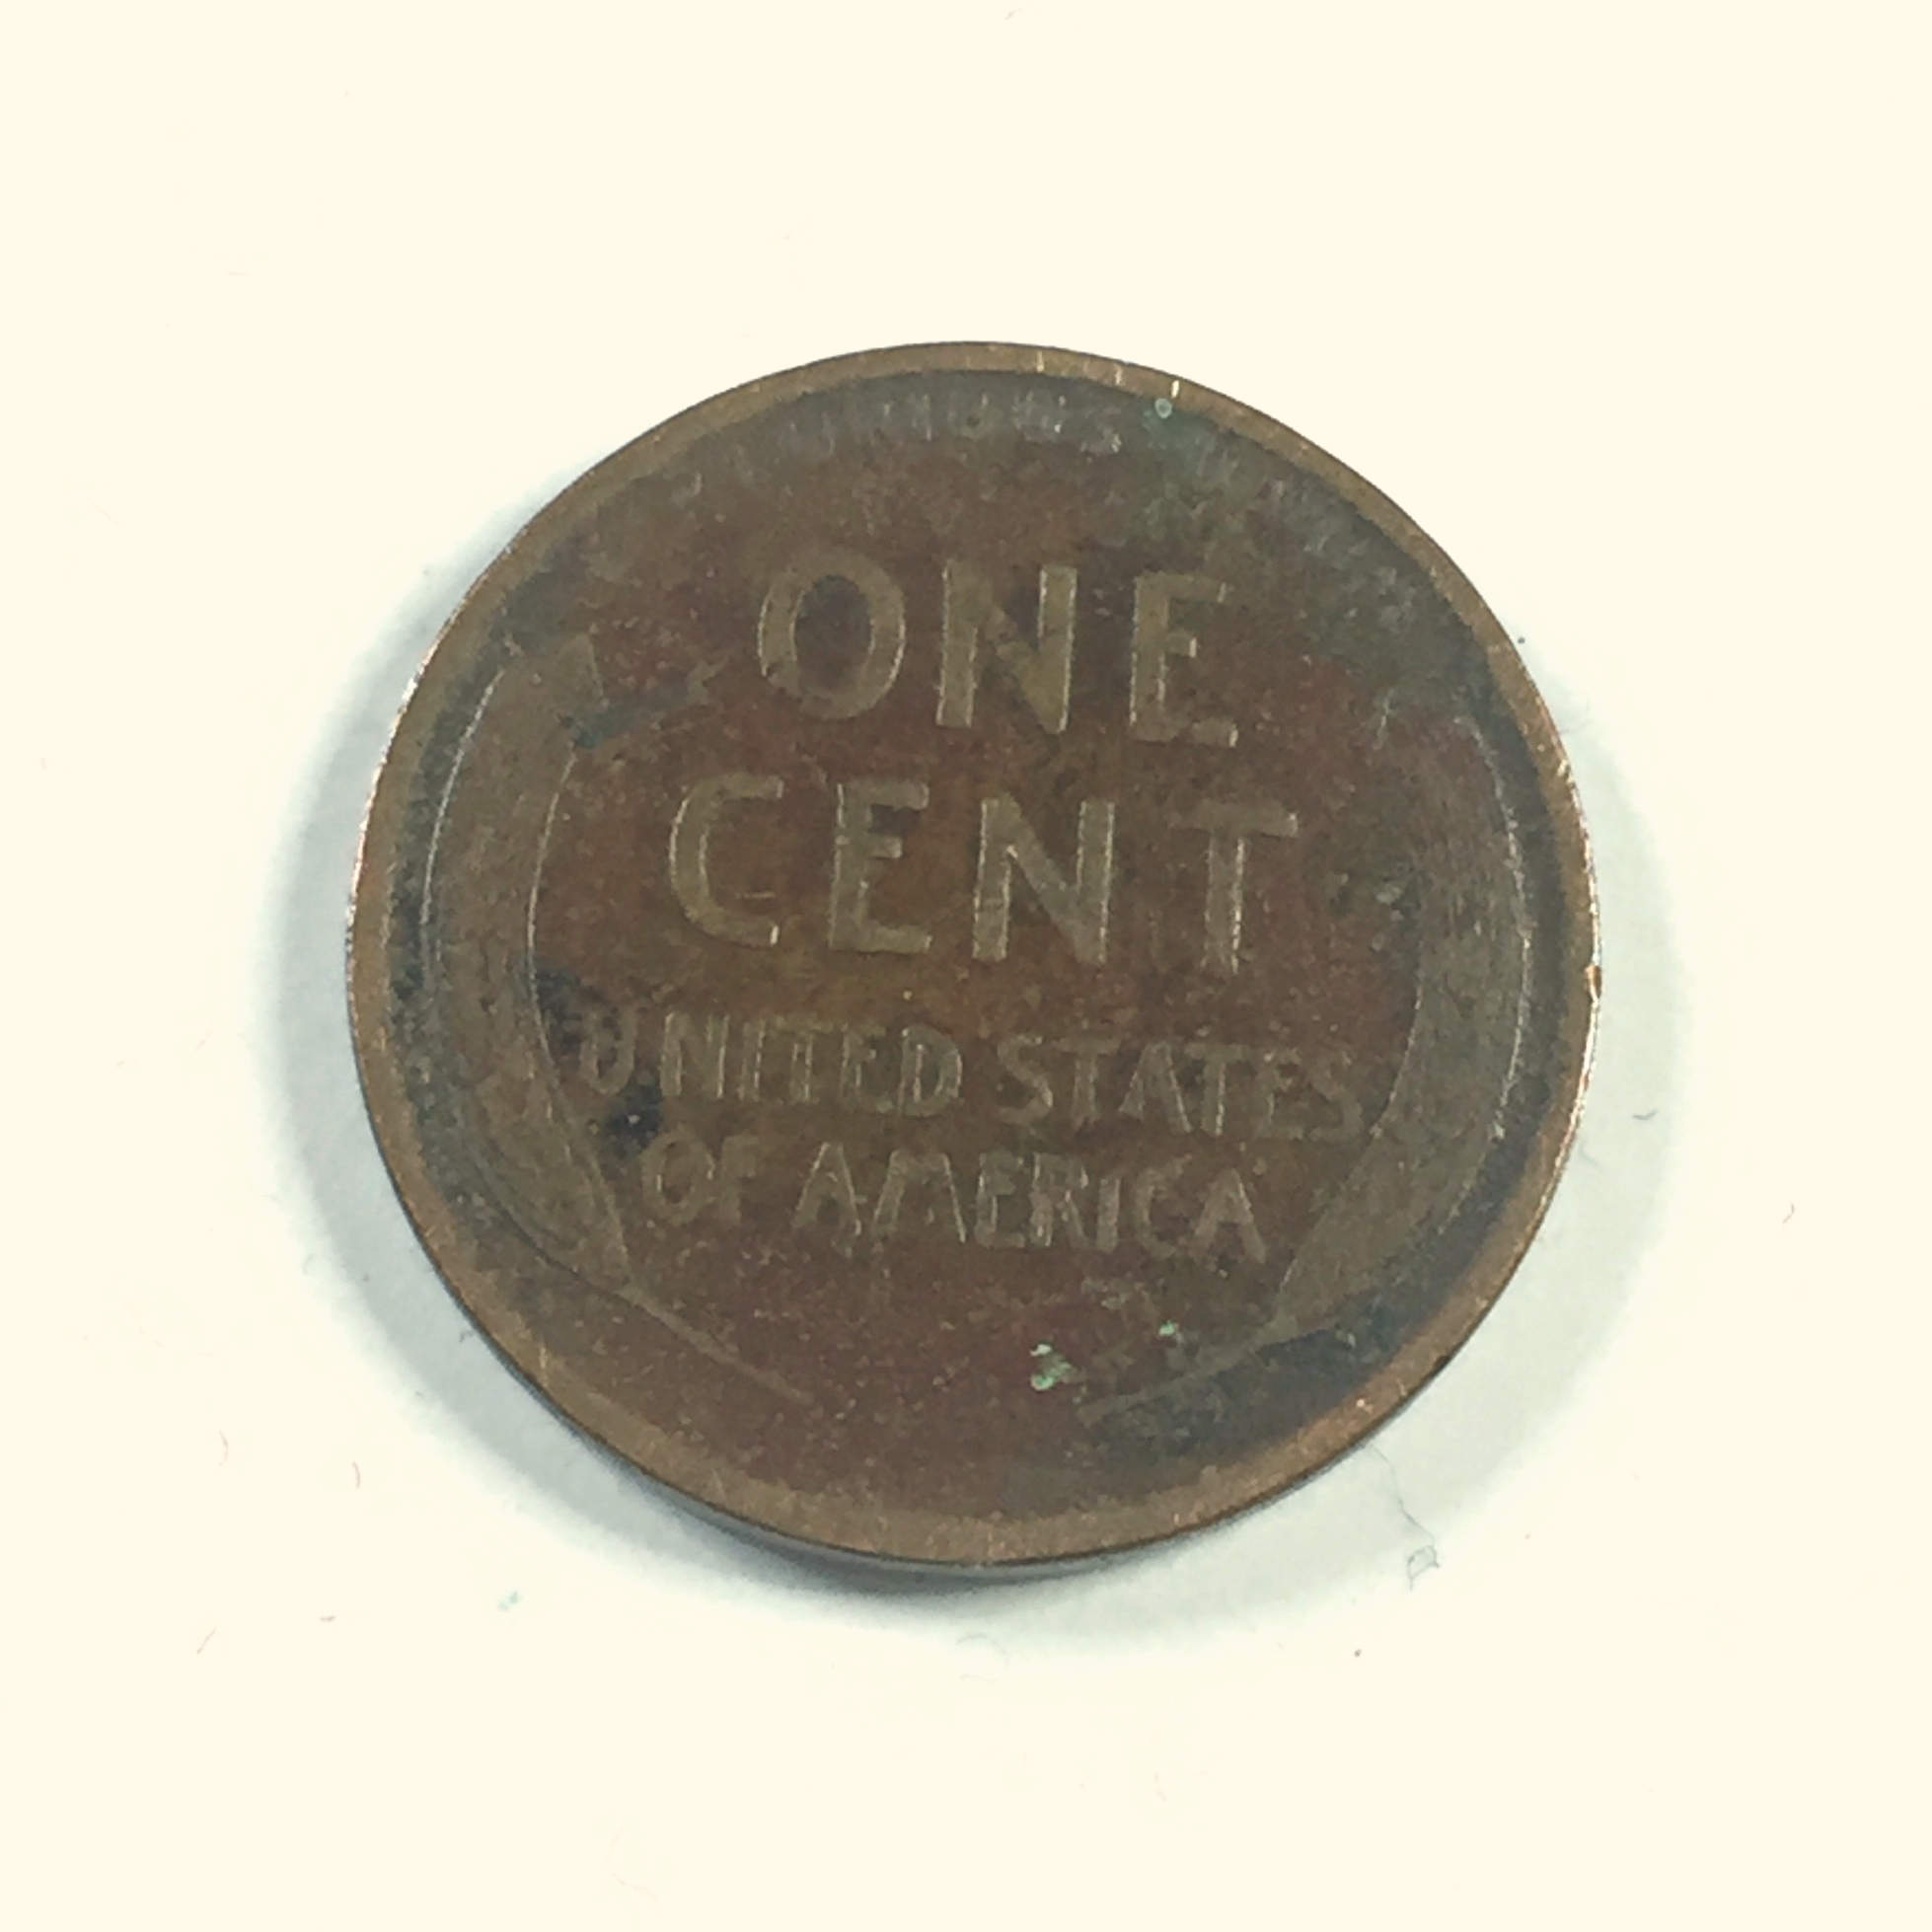 ONE
CENT
UNITED STATES
OF AMERICA